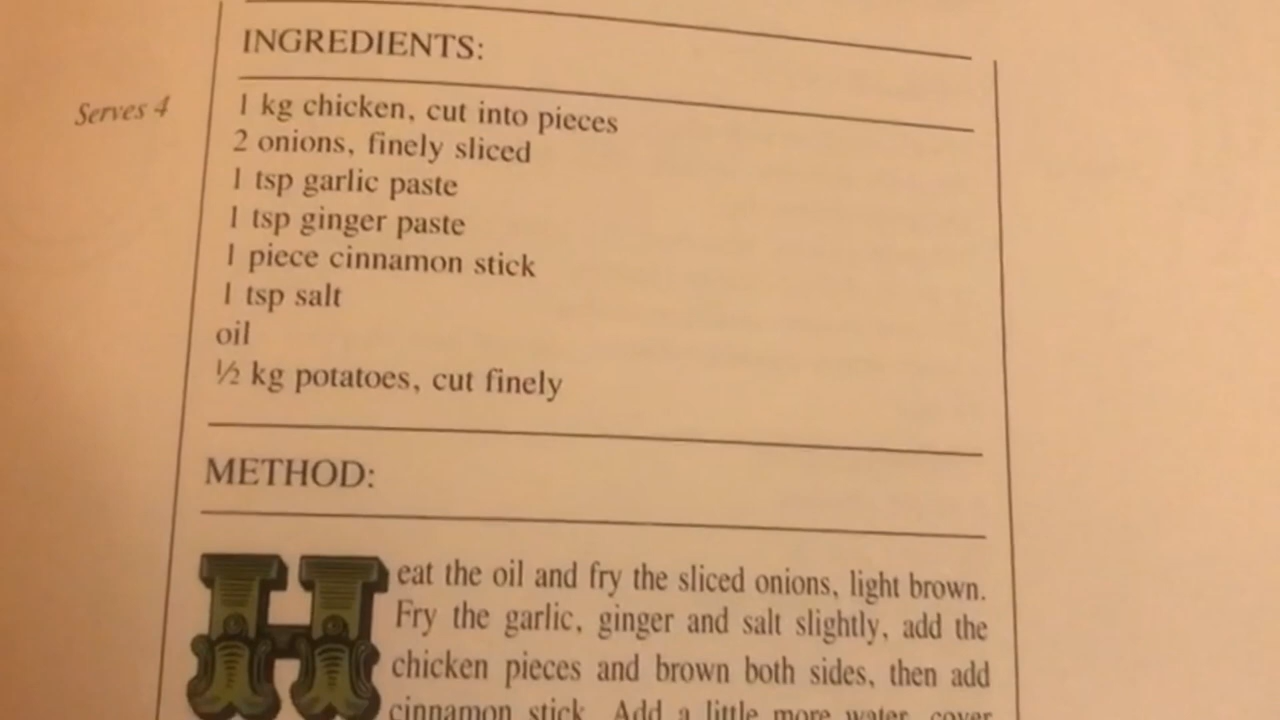 INGREDIENTS:
Serves 4
1 kg chicken, cut into pieces
2 onions, finely sliced
1 tsp garlic paste
1 tsp ginger paste
1 piece cinnamon stick
1 tsp salt
oil
½ kg potatoes, cut finely
METHOD:
Heat the oil and fry the sliced onions, light brown.
Fry the garlic, ginger and salt slightly, add the
chicken pieces and brown both sides, then add
cinnamon stick. Add a little more water, cover